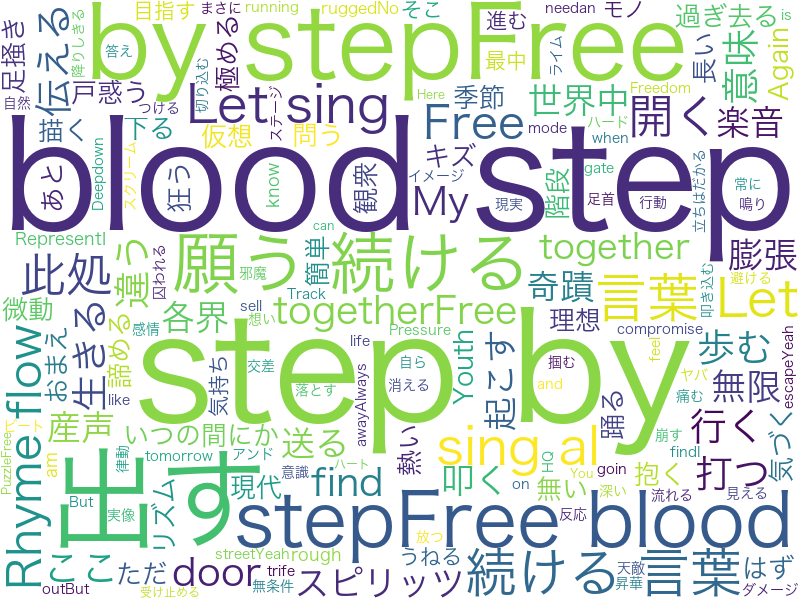 目指す
running
ruggedNo
そこ
needan
モノ
is
by stepFree
答え
進む
過ぎ去る
降りしきる
足掻き
伝える
極める
最中
ライム
長い
意味
Again
まさに
自然
戸惑う
つける
切り込む
Let sing
季節
世界中
Here
Freedom
描く
下る
ステージ
仮想
問う
Free
開く
楽音
ハード
when
mode
blood step
あと
Deepdown
スクリーム
狂う
know
観衆
キズ
イメージ
My
階段
gate
現実
足首
行動
立ちはだかる
常に
鳴り
RepresentI
can
願う
続ける
together
膨張
此処
違う
囚われる
邪魔
簡単
奇蹟
言葉 Let
叩き込む
避ける
微動
諦める
各界
sell
Track
togetherFree
理想
compromise
escapeYeah
生きる
感情
想い
Pressure
おまえ
step by
歩む
feel
Rhyme flow
like
気持ち
交差
life
自ら
Youth
起こす
掴む
and
ヤバ
無限
落とす
消える
awayAlways
痛む
踊る
産声
いつの間にか
送る
熱い
sing al
行く
打つ
崩す
気づく
PuzzleFree
ビート
am
tomorrow
アンド
律動
出す
リズム
現代
意識
ハート
find
叩く
無い
HQ
on
You
goin
抱く
findI
But
実像
stepFree blood
深い
流れる
見える
反応
ここ
streetYeah
rough
放つ
うねる
続ける
言葉
はず
outBut
ただ
door
trife
無条件
スピリッツ
天敵
昇華
ダメージ
受け止める